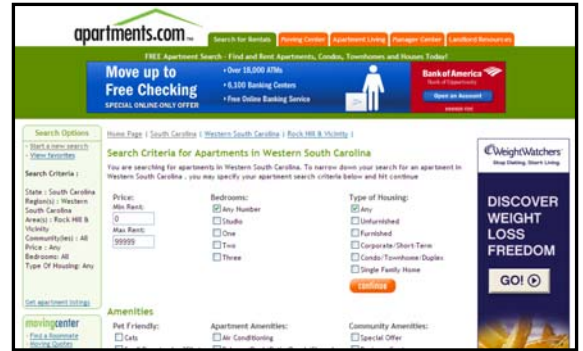 apartments.com
Search for Rentals
Moving Center
Apartment Living
Manager Center
Landlord Resources
FREE Apartment Search - Find and Rent Apartments, Condos, Townhomes and Houses Today!
Move up to
Free Checking
SPECIAL ONLINE-ONLY OFFER
• Over 18,000 ATMs
• 6,100 Banking Centers
• Free Online Banking Service
Bank of America
Bank of Opportunity
Open an Account
Search Options
- Start a new search
- View favorites
Search Criteria :
State : South Carolina
Region(s) : Western
South Carolina
Area(s) : Rock Hill &
Vicinity
Community(ies) : All
Price : Any
Bedrooms: All
Type Of Housing: Any
Get apartment listings
movingcenter
- Find a Roommate
- Moving Quotes
Home Page | South Carolina | Western South Carolina | Rock Hill & Vicinity |
Search Criteria for Apartments in Western South Carolina
You are searching for apartments in Western South Carolina. To narrow down your search for an apartment in
Western South Carolina , you may specify your apartment search criteria below and hit continue
Price:
Min Rent:
0
Max Rent:
99999
Bedrooms:
Any Number
Studio
One
Two
Three
Type of Housing:
Any
Unfurnished
Furnished
Corporate/Short-Term
Condo/Townhome/Duplex
Single Family Home
continue
Amenities
Pet Friendly:
Cats
Apartment Amenities:
Air Conditioning
Community Amenities:
Special Offer
WeightWatchers
Stop Dieting. Start Living.
DISCOVER
WEIGHT
LOSS
FREEDOM
GO!